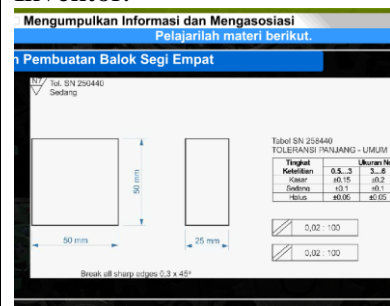 Inventor.
Mengumpulkan Informasi dan Mengasosiasi
Pelajarilah materi berikut.
n Pembuatan Balok Segi Empat
N7 Tol. SN 250440
Sedang
50 mm
50 mm
25 mm
Break all sharp edges 0,3 x 45°
Tabel SN 258440
TOLERANSI PANJANG - UMUM
Tingkat Ketelitian
Ukuran No
0,5...3 3...6
Kasar ±0,15 ±0,2
Sedang ±0,1 ±0,1
Halus ±0,05 ±0,05
0,02 : 100
0,02 : 100